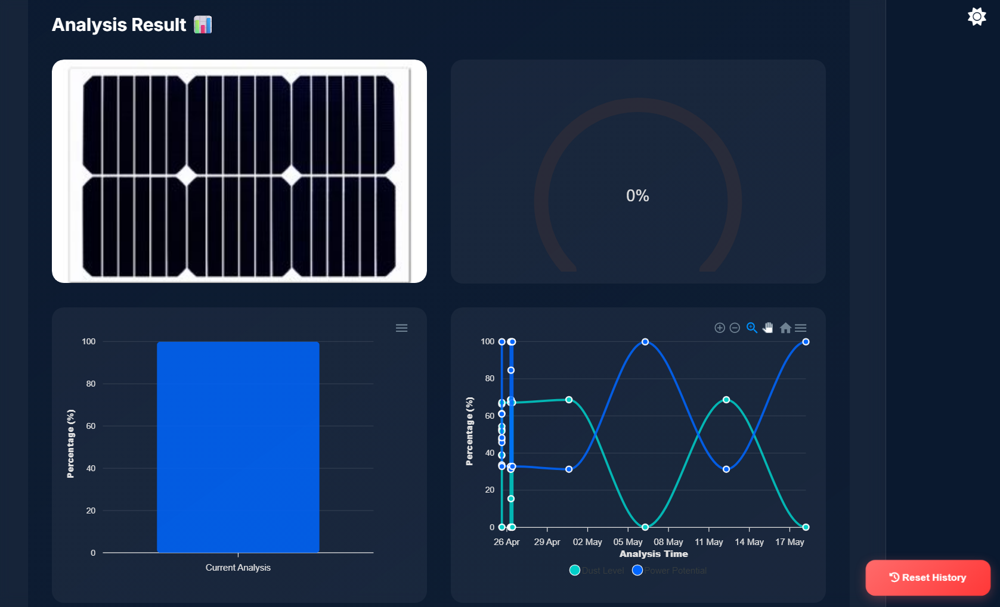 Analysis Result
0%
100
80
60
40
20
0
Percentage (%)
Current Analysis
100
80
60
40
20
0
Percentage (%)
26 Apr 29 Apr 02 May 05 May 08 May 11 May 14 May 17 May
Analysis Time
Dust Level Power Potential
Reset History